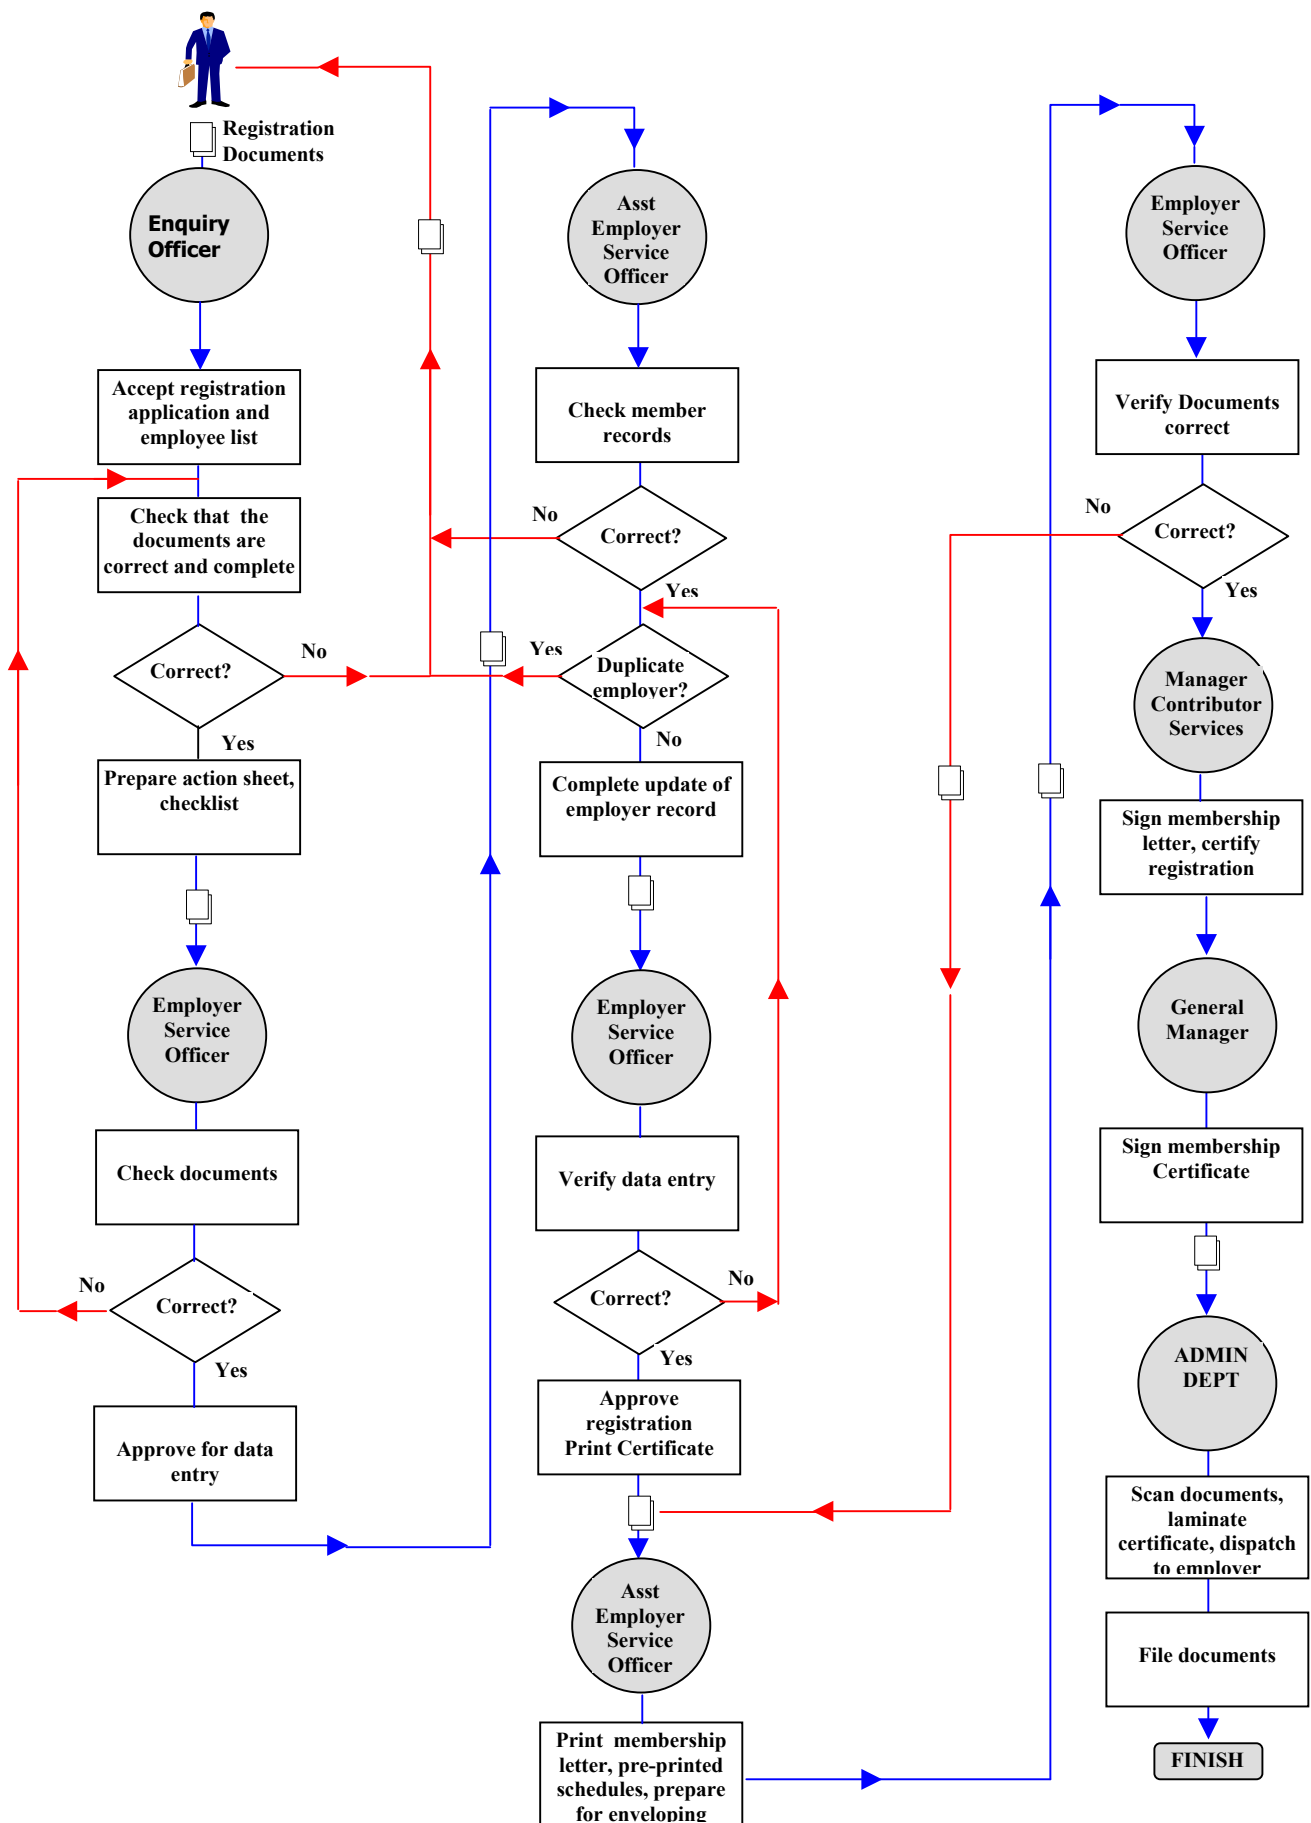 Registration
Documents
Enquiry
Officer
Accept registration
application and
employee list
Check that the
documents are
correct and complete
Correct?
No
Yes
Prepare action sheet,
checklist
Employer
Service
Officer
Check documents
No
Correct?
Yes
Approve for data
entry
Asst
Employer
Service
Officer
Check member
records
No
Correct?
Yes
Yes
Duplicate
employer?
No
Complete update of
employer record
Employer
Service
Officer
Verify data entry
Correct?
No
Yes
Approve
registration
Print Certificate
Asst
Employer
Service
Officer
Print membership
letter, pre-printed
schedules, prepare
for enveloping
Employer
Service
Officer
Verify Documents
correct
No
Correct?
Yes
Manager
Contributor
Services
Sign membership
letter, certify
registration
General
Manager
Sign membership
Certificate
ADMIN
DEPT
Scan documents,
laminate
certificate, dispatch
to employer
File documents
FINISH